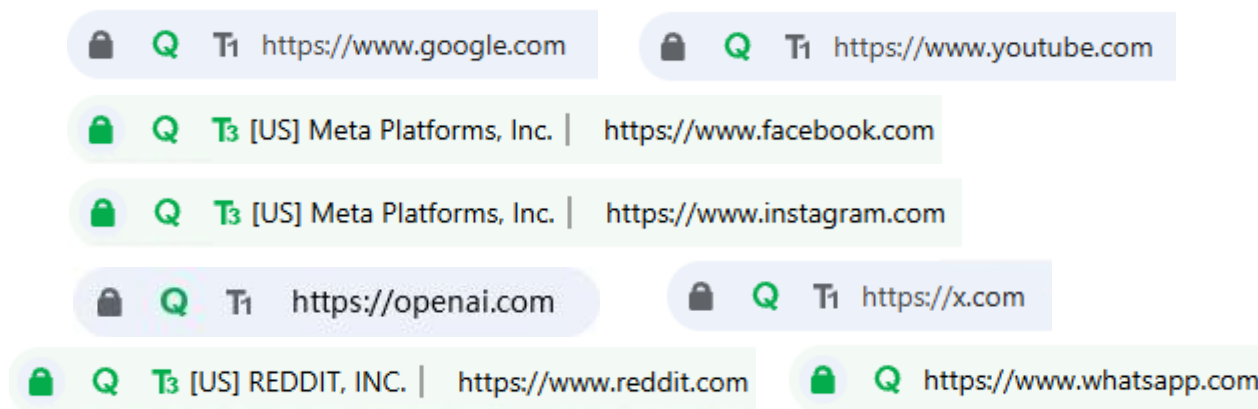 Q T1 https://www.google.com
Q T1 https://www.youtube.com
Q T3 [US] Meta Platforms, Inc. | https://www.facebook.com
Q T3 [US] Meta Platforms, Inc. | https://www.instagram.com
Q T1 https://openai.com
Q T1 https://x.com
Q T3 [US] REDDIT, INC. | https://www.reddit.com
Q https://www.whatsapp.com